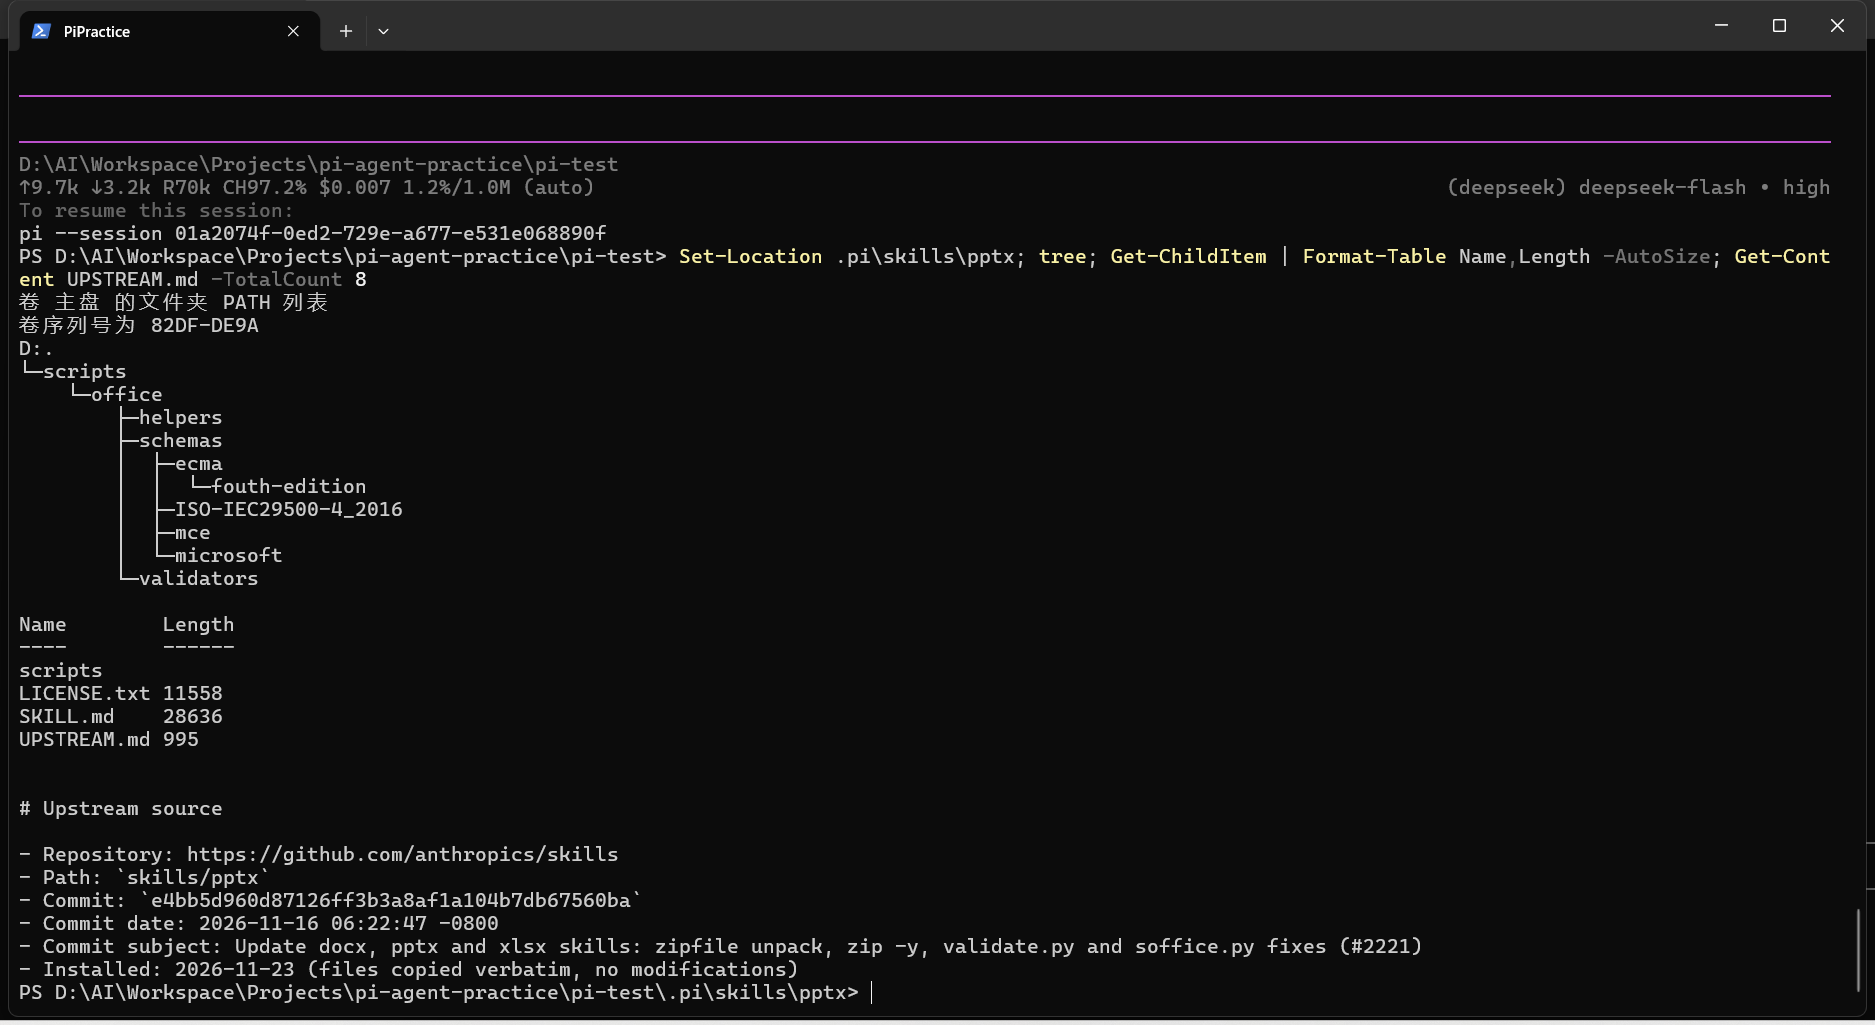 PiPractice
D:\AI\Workspace\Projects\pi-agent-practice\pi-test
↑9.7k ↓3.2k R70k CH97.2% $0.007 1.2%/1.0M (auto) (deepseek) deepseek-flash • high
To resume this session:
pi --session 01a2074f-0ed2-729e-a677-e531e068890f
PS D:\AI\Workspace\Projects\pi-agent-practice\pi-test> Set-Location .pi\skills\pptx; tree; Get-ChildItem | Format-Table Name,Length -AutoSize; Get-Cont
ent UPSTREAM.md -TotalCount 8
卷 主盘 的文件夹 PATH 列表
卷序列号为 82DF-DE9A
D:.
└─scripts
    └─office
        ├─helpers
        ├─schemas
        │  ├─ecma
        │  │  └─fouth-edition
        │  ├─ISO-IEC29500-4_2016
        │  ├─mce
        │  └─microsoft
        └─validators
Name        Length
----        ------
scripts
LICENSE.txt 11558
SKILL.md    28636
UPSTREAM.md 995
# Upstream source
- Repository: https://github.com/anthropics/skills
- Path: `skills/pptx`
- Commit: `e4bb5d960d87126ff3b3a8af1a104b7db67560ba`
- Commit date: 2026-11-16 06:22:47 -0800
- Commit subject: Update docx, pptx and xlsx skills: zipfile unpack, zip -y, validate.py and soffice.py fixes (#2221)
- Installed: 2026-11-23 (files copied verbatim, no modifications)
PS D:\AI\Workspace\Projects\pi-agent-practice\pi-test\.pi\skills\pptx>